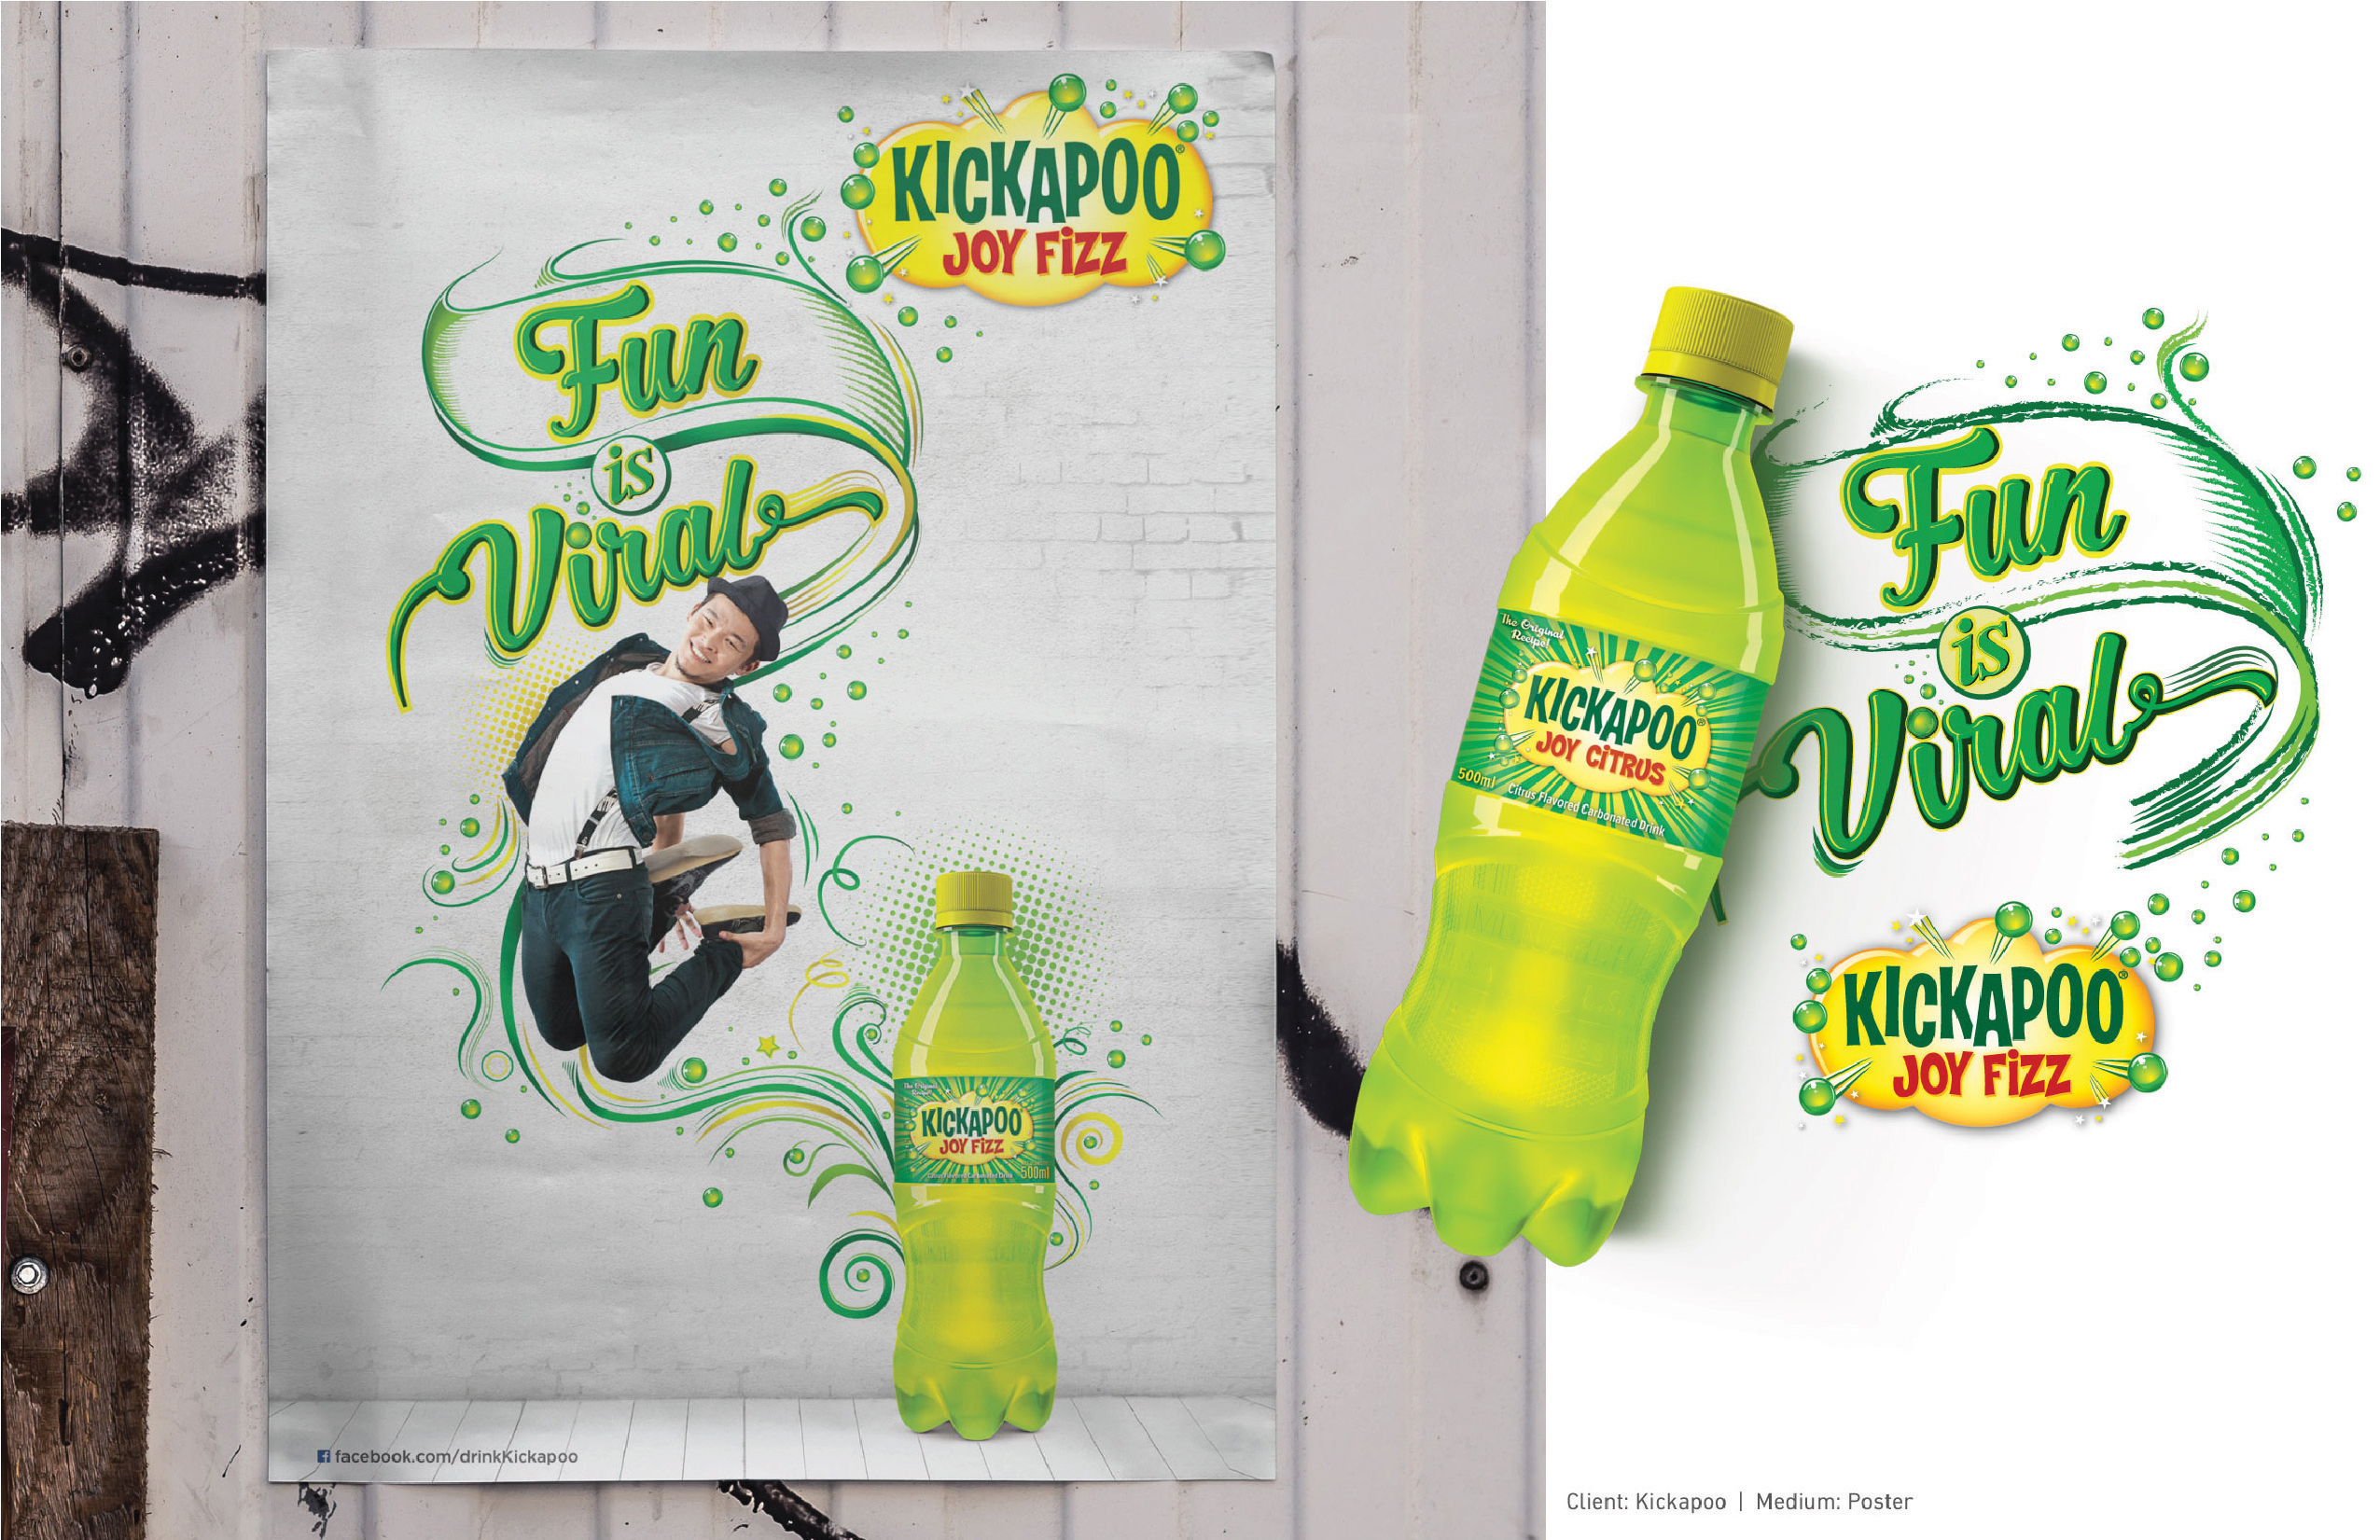 KICKAPOO®
JOY FiZZ
Fun
is
Viral
The Original
Recipe!
KICKAPOO
JOY FiZZ
500ml
facebook.com/drinkKickapoo
The Original
Recipe!
KICKAPOO®
JOY CiTRUS
500ml
Citrus Flavored Carbonated Drink
Fun
is
Viral
KICKAPOO®
JOY FiZZ
Client: Kickapoo | Medium: Poster